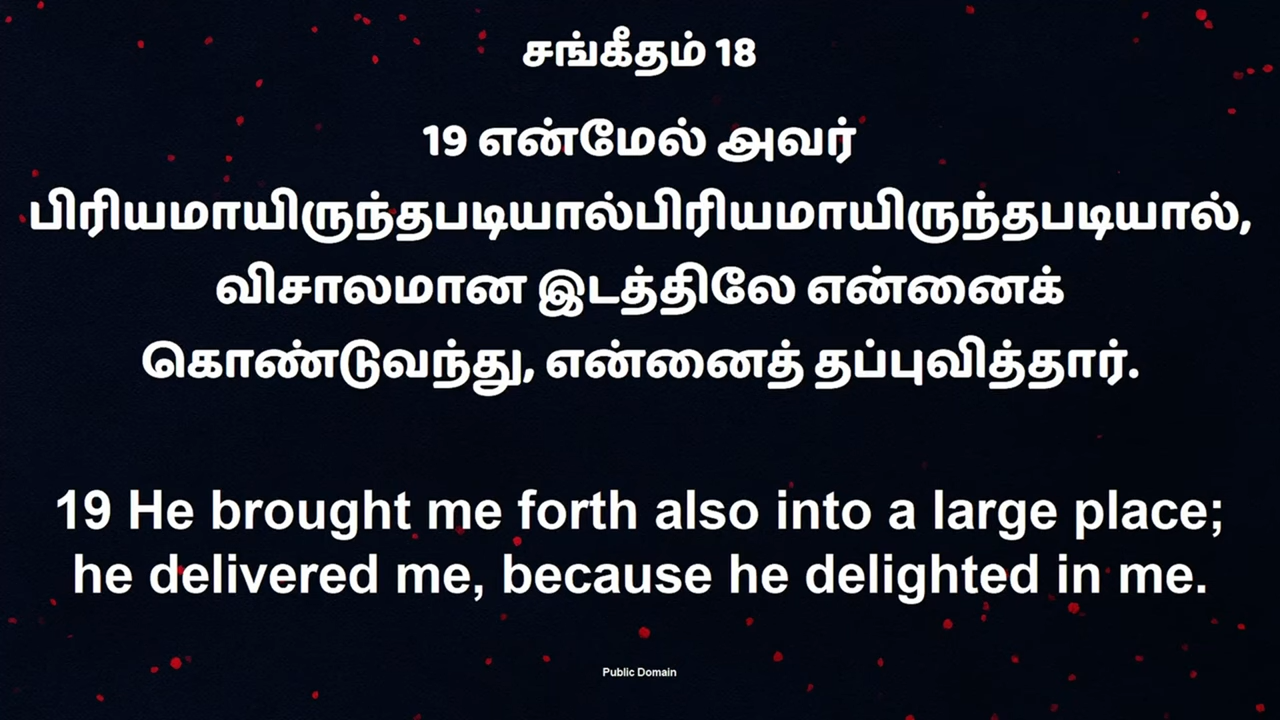 சங்கீதம் 18
19 என்மேல் அவர்
பிரியமாயிருந்தபடியால்பிரியமாயிருந்தபடியால்,
விசாலமான இடத்திலே என்னைக்
கொண்டுவந்து, என்னைத் தப்புவித்தார்.
19 He brought me forth also into a large place;
he delivered me, because he delighted in me.
Public Domain